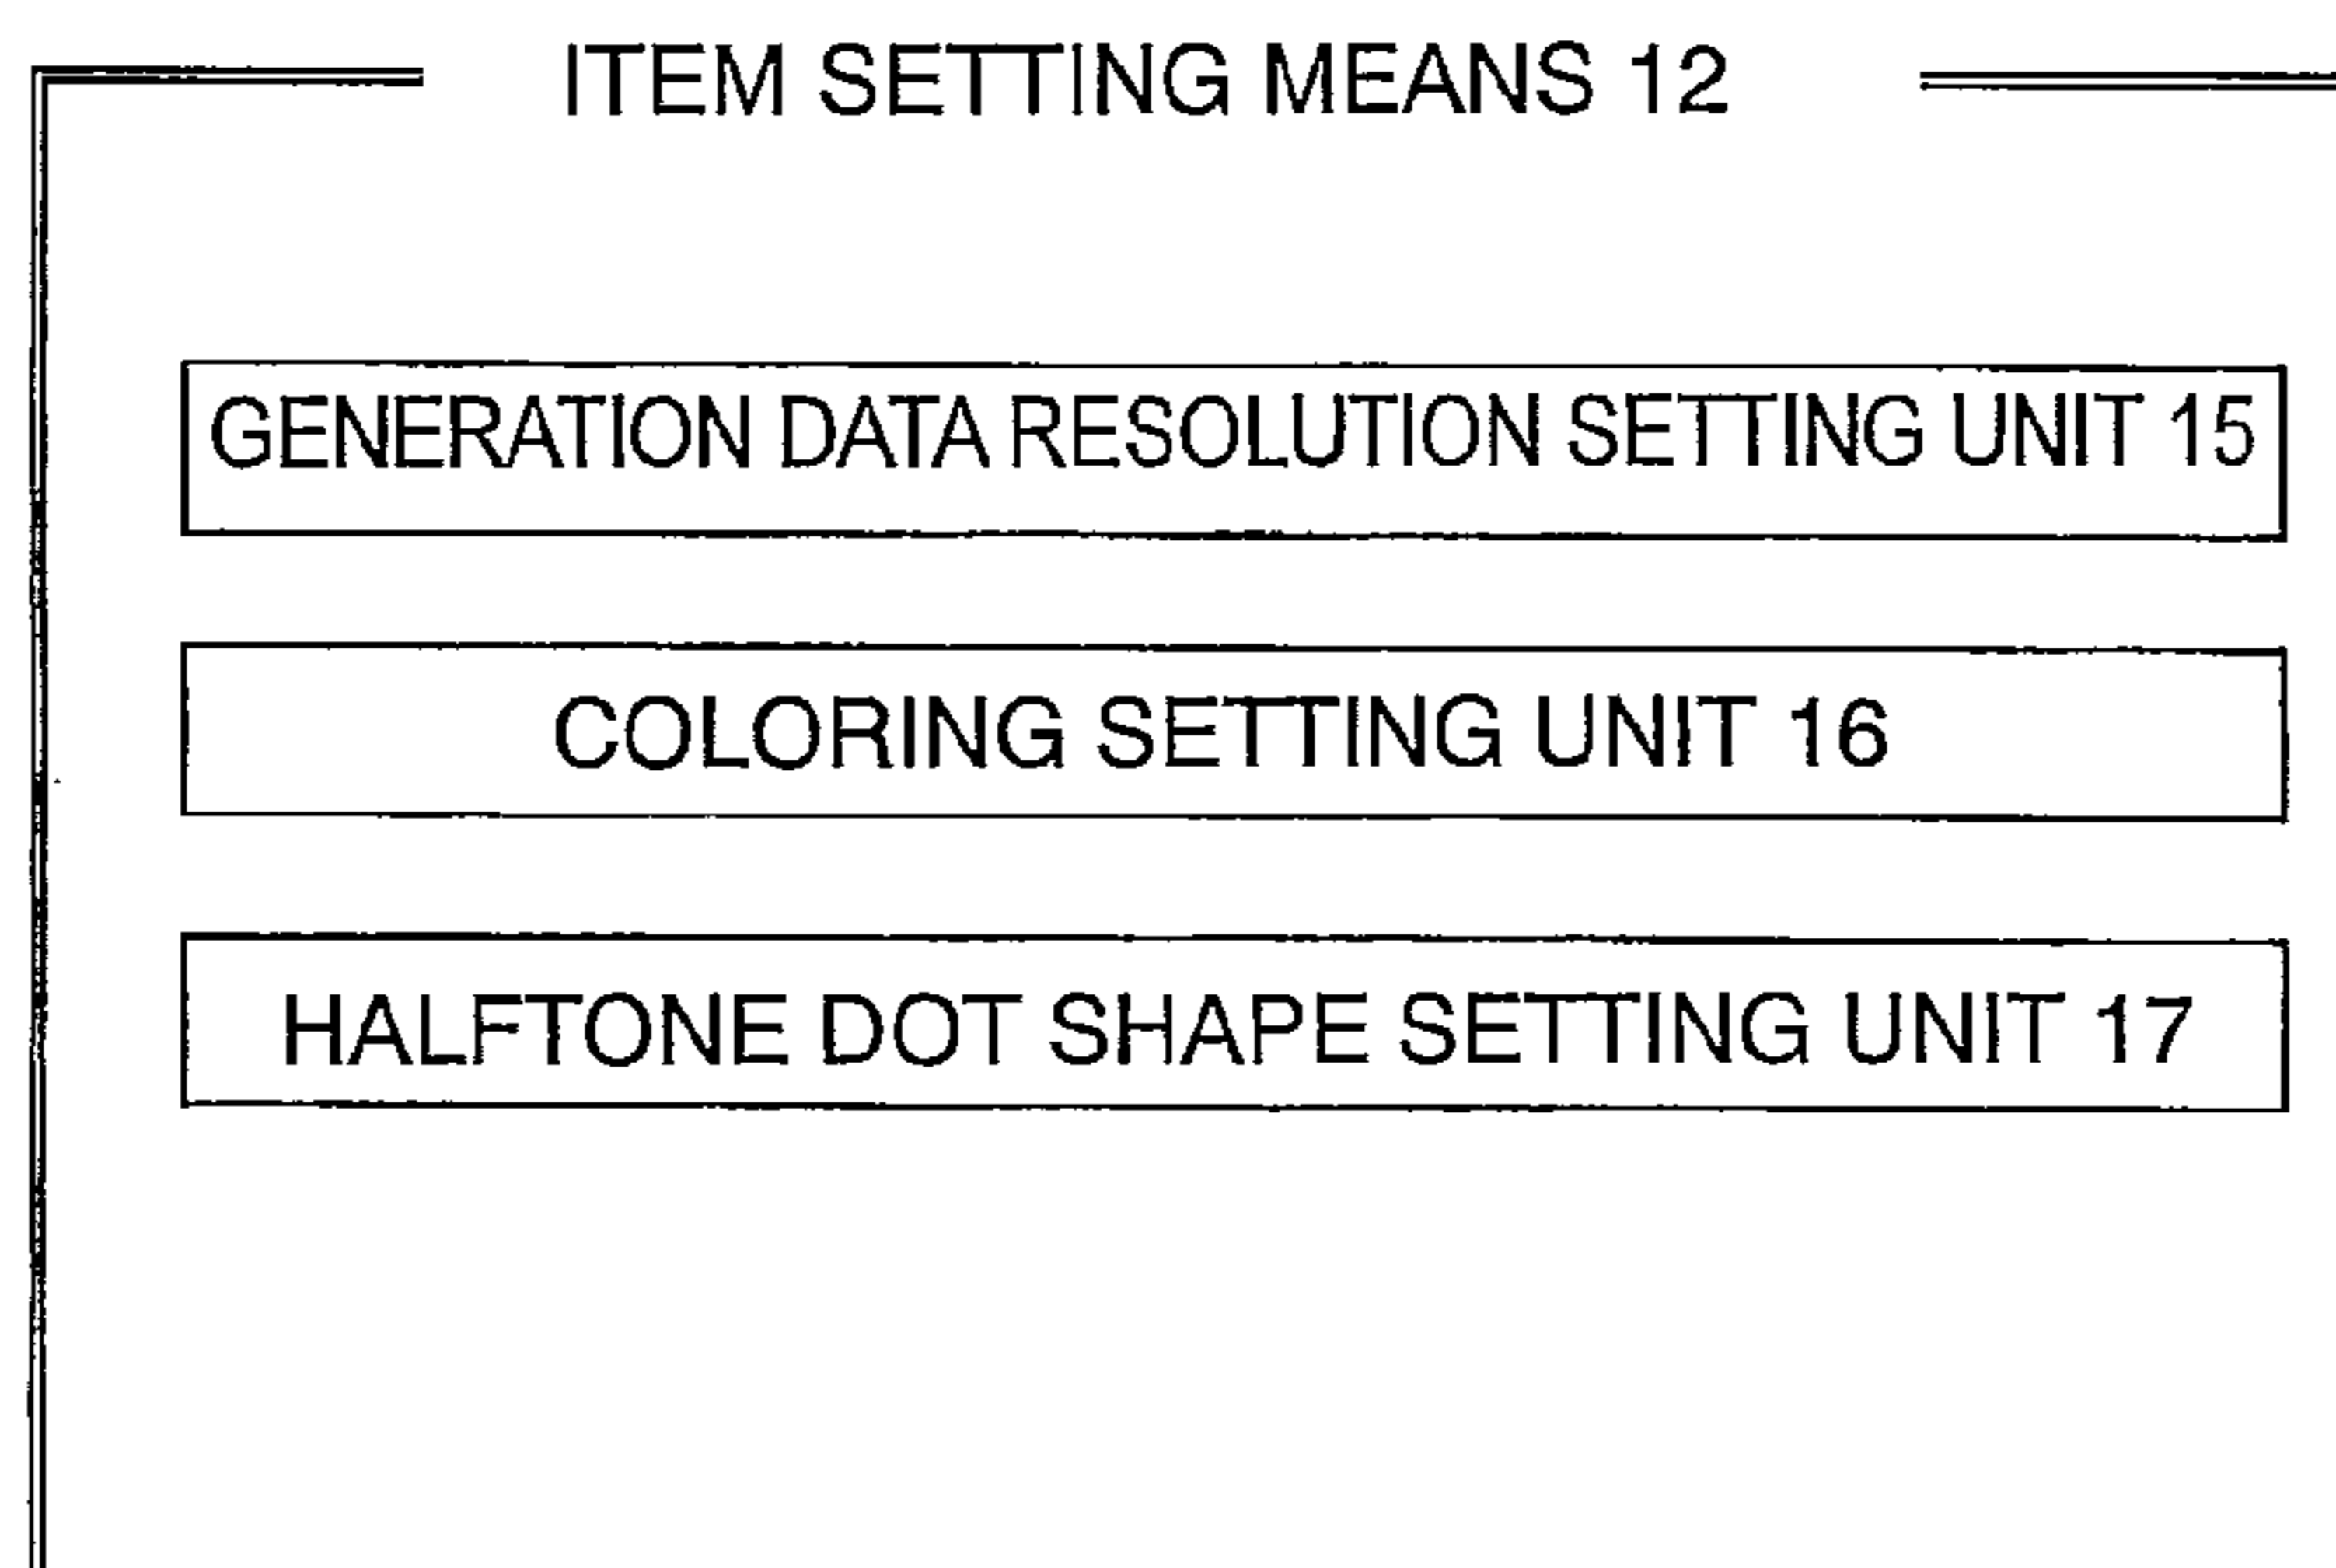 ITEM SETTING MEANS 12
GENERATION DATA RESOLUTION SETTING UNIT 15
COLORING SETTING UNIT 16
HALFTONE DOT SHAPE SETTING UNIT 17